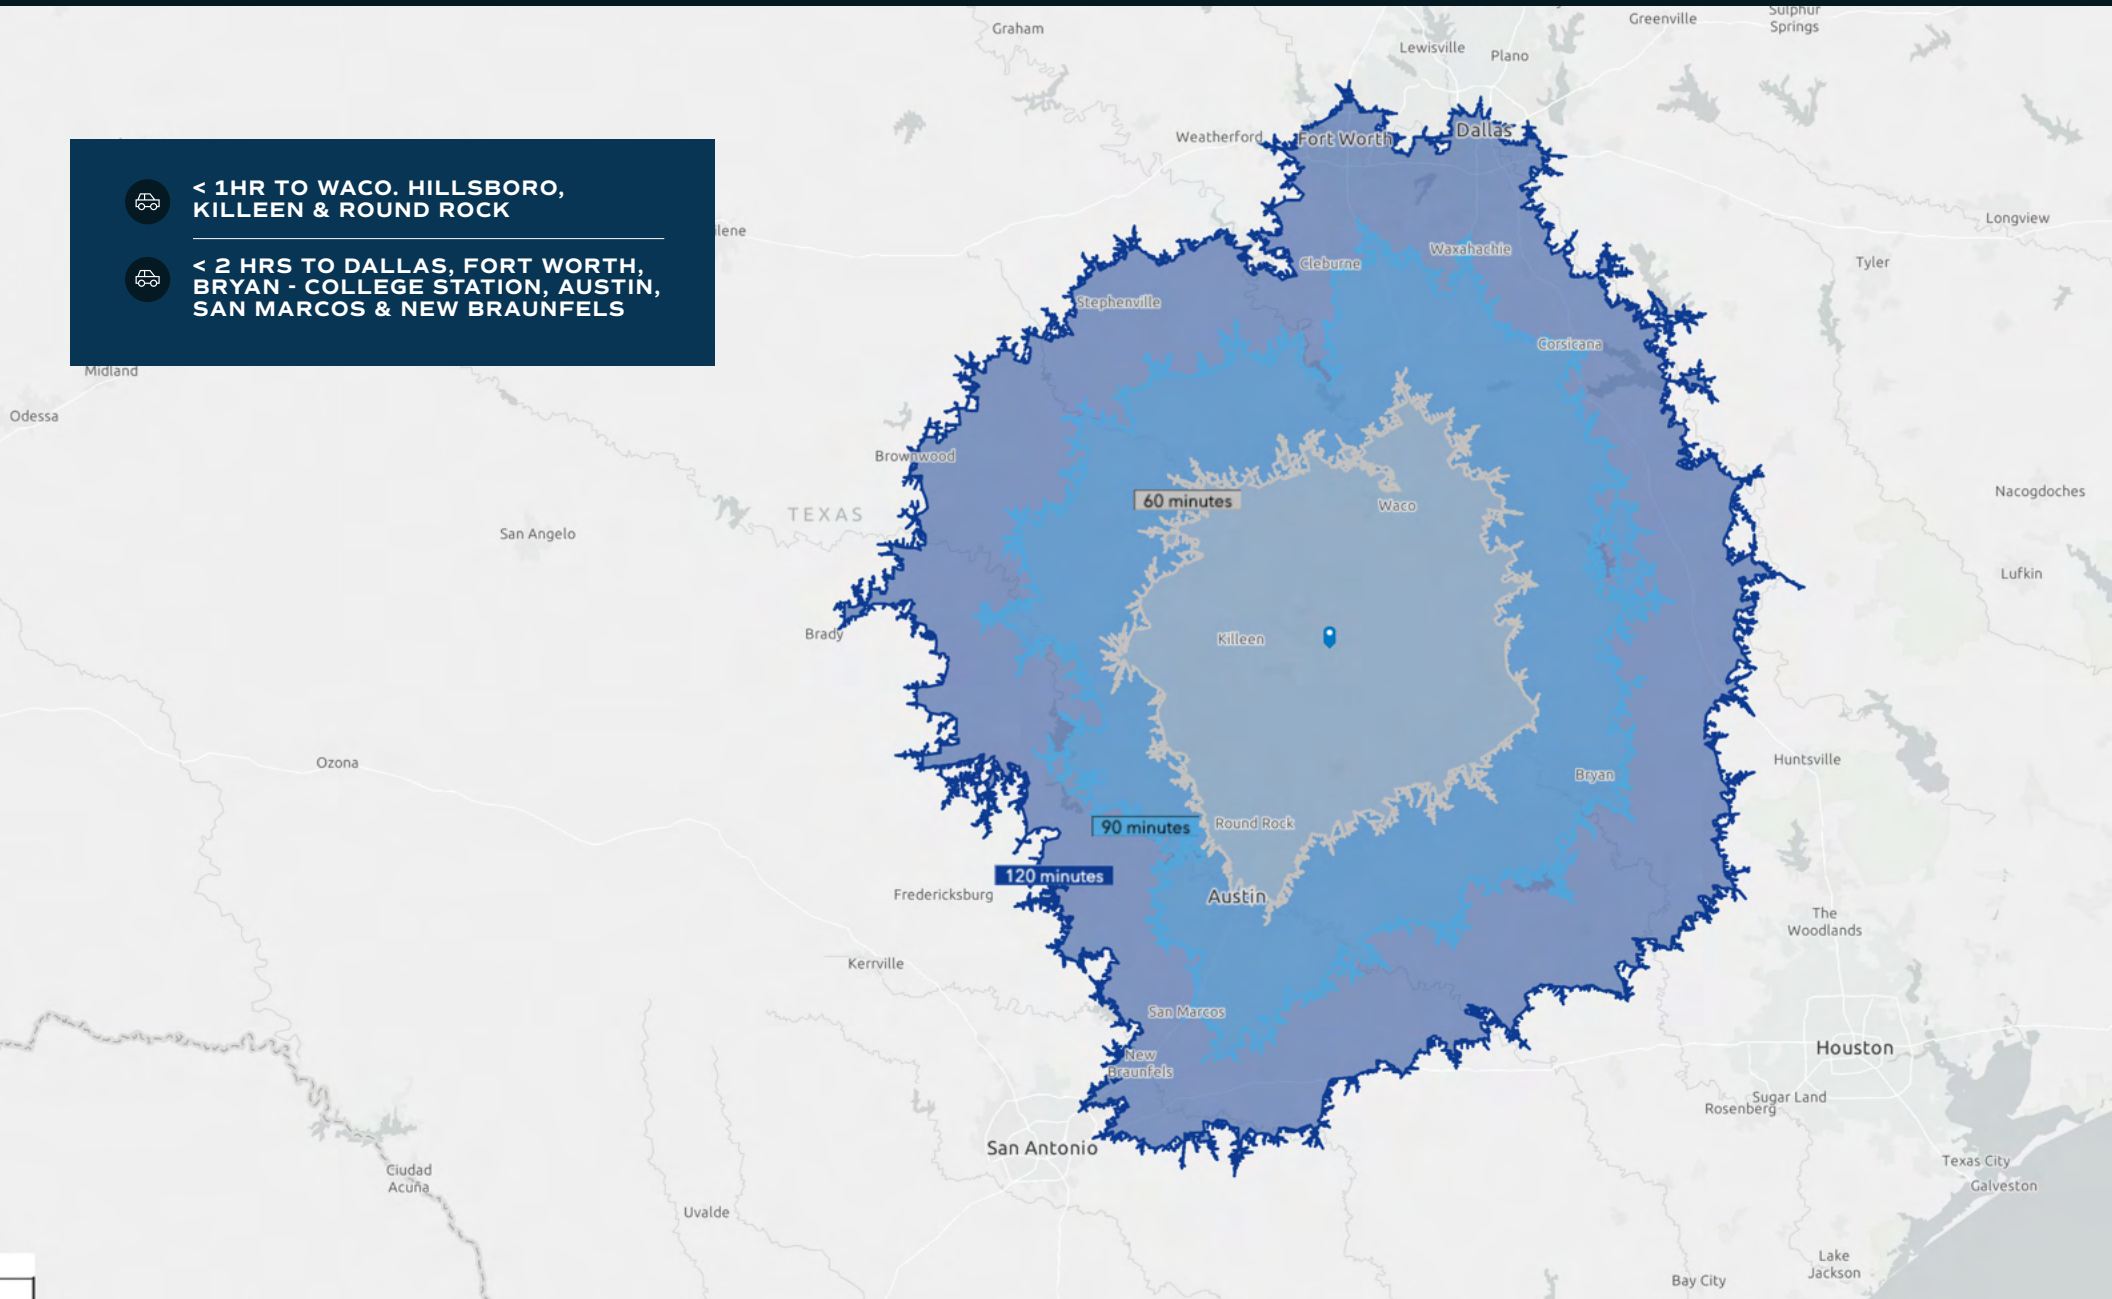 Graham
Lewisville
Plano
Greenville
Sulphur
Springs
Weatherford
Fort Worth
Dallas
< 1HR TO WACO. HILLSBORO,
KILLEEN & ROUND ROCK
< 2 HRS TO DALLAS, FORT WORTH,
BRYAN - COLLEGE STATION, AUSTIN,
SAN MARCOS & NEW BRAUNFELS
ilene
Longview
Tyler
Cleburne
Waxahachie
Stephenville
Corsicana
Midland
Odessa
Brownwood
60 minutes
Waco
TEXAS
San Angelo
Nacogdoches
Lufkin
Brady
Killeen
Ozona
Huntsville
Bryan
90 minutes
Round Rock
120 minutes
Fredericksburg
Austin
The
Woodlands
Kerrville
San Marcos
New
Braunfels
Houston
Sugar Land
Rosenberg
San Antonio
Texas City
Galveston
Ciudad
Acuña
Uvalde
Lake
Jackson
Bay City